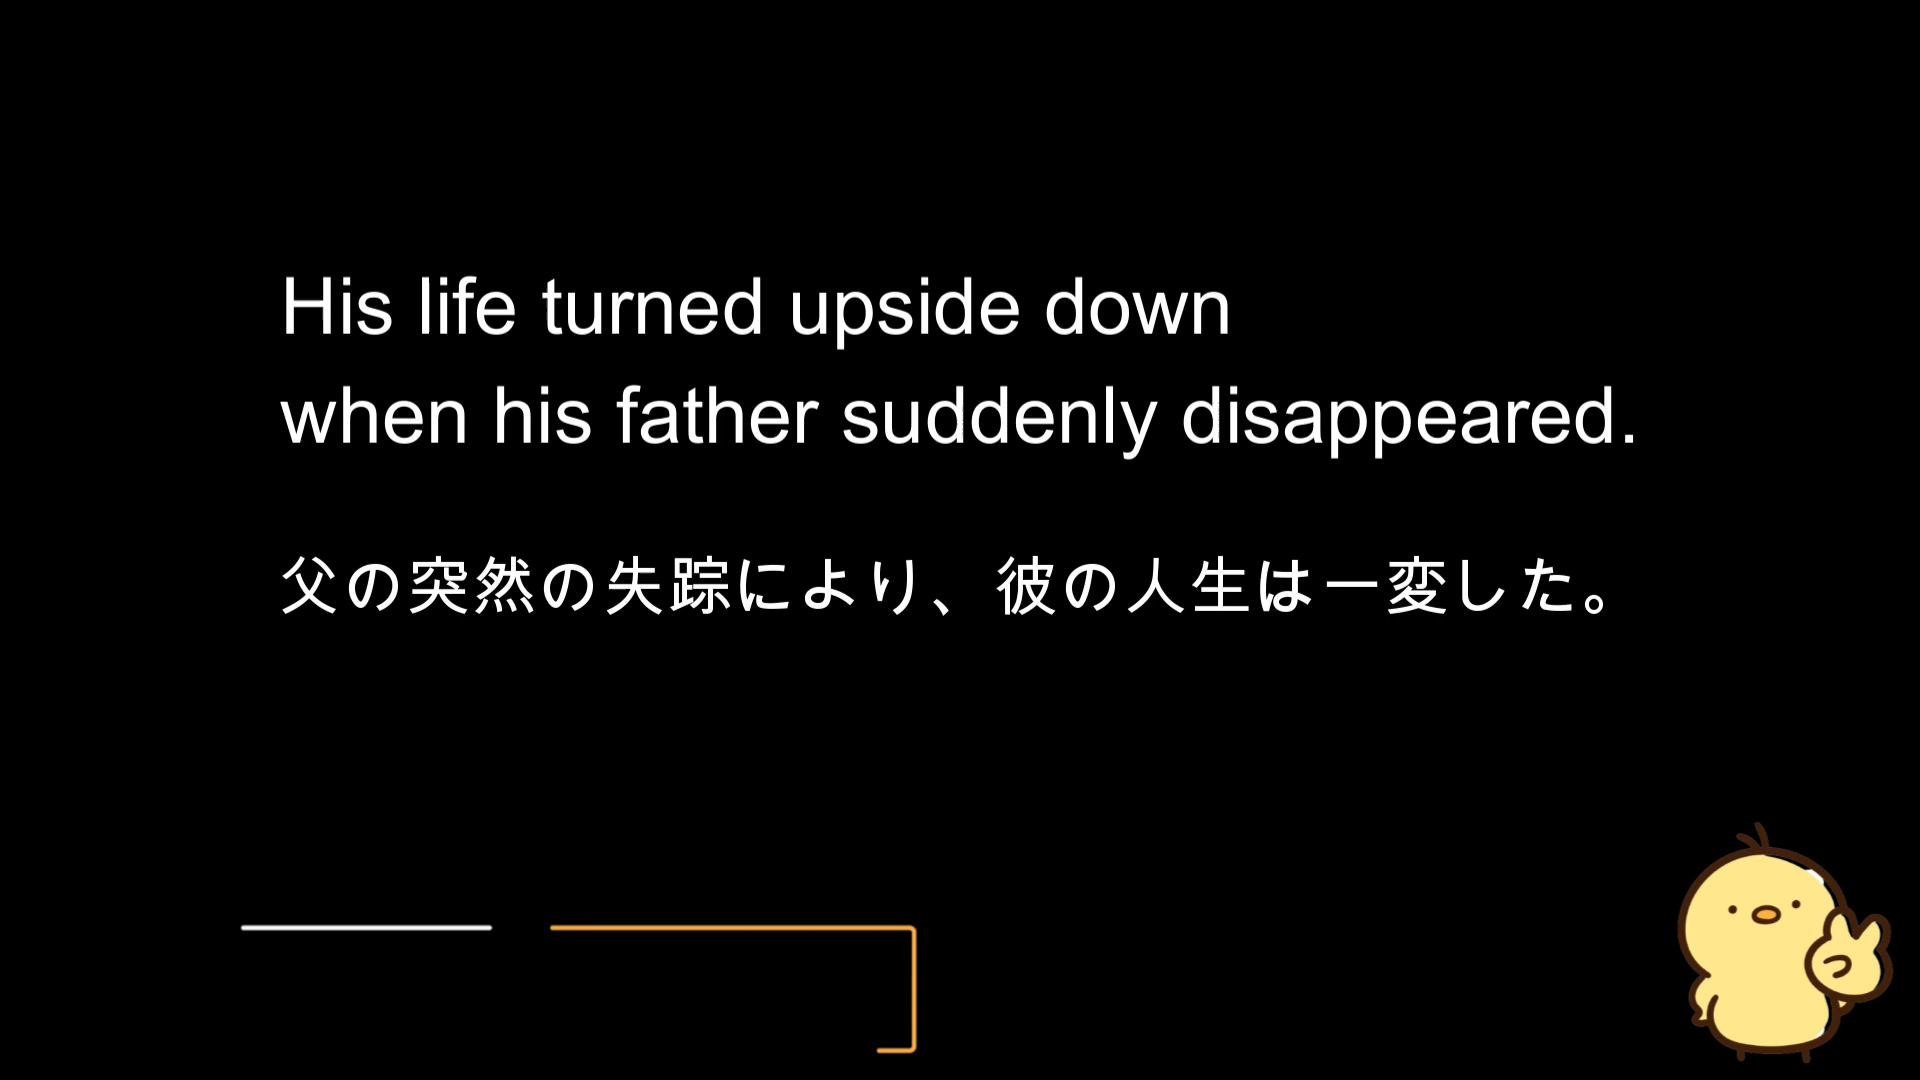 His life turned upside down
when his father suddenly disappeared.
父の突然の失踪により、彼の人生は一変した。